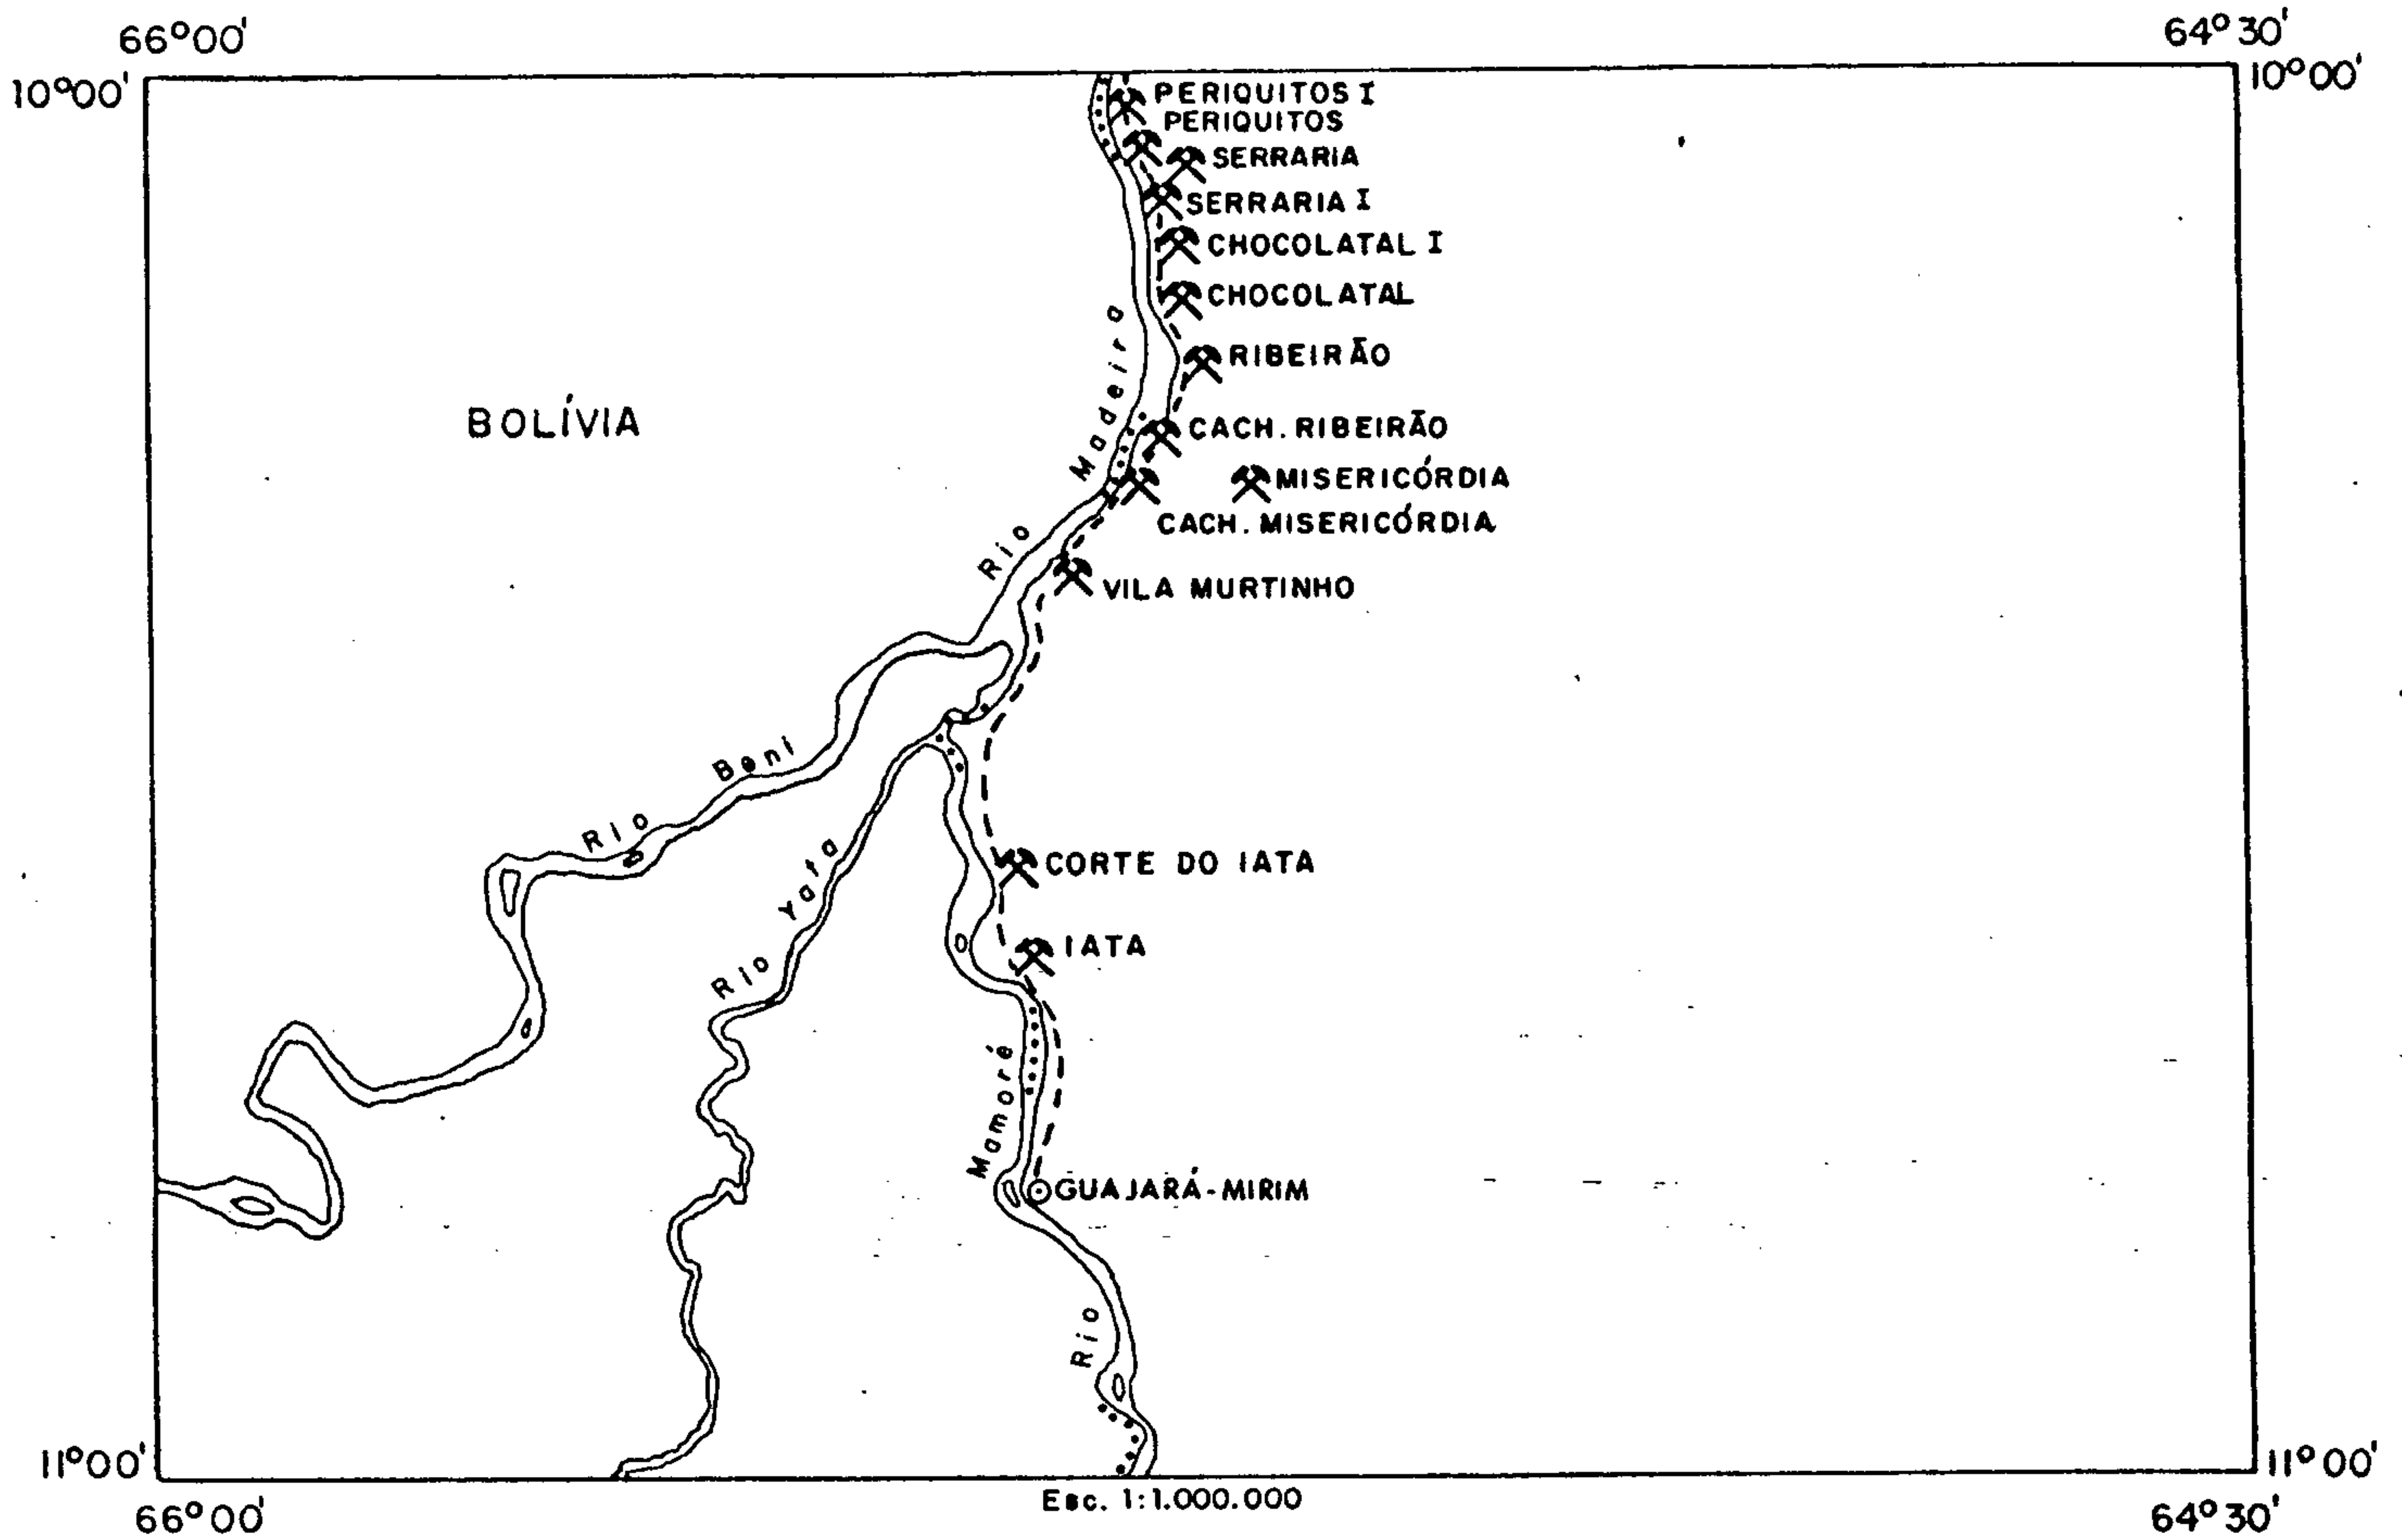 66°00' 64°30'
10°00' 10°00'
PERIQUITOS I
PERIQUITOS
SERRARIA
SERRARIA I
CHOCOLATAL I
CHOCOLATAL
RIBEIRÃO
BOLÍVIA
CACH. RIBEIRÃO
MISERICÓRDIA
CACH. MISERICÓRDIA
Rio Madeira
VILA MURTINHO
Rio Beni
CORTE DO IATA
Rio Yata
IATA
Rio Mamoré
GUAJARÁ-MIRIM
11°00' 11°00'
66°00' 64°30'
Esc. 1:1.000.000